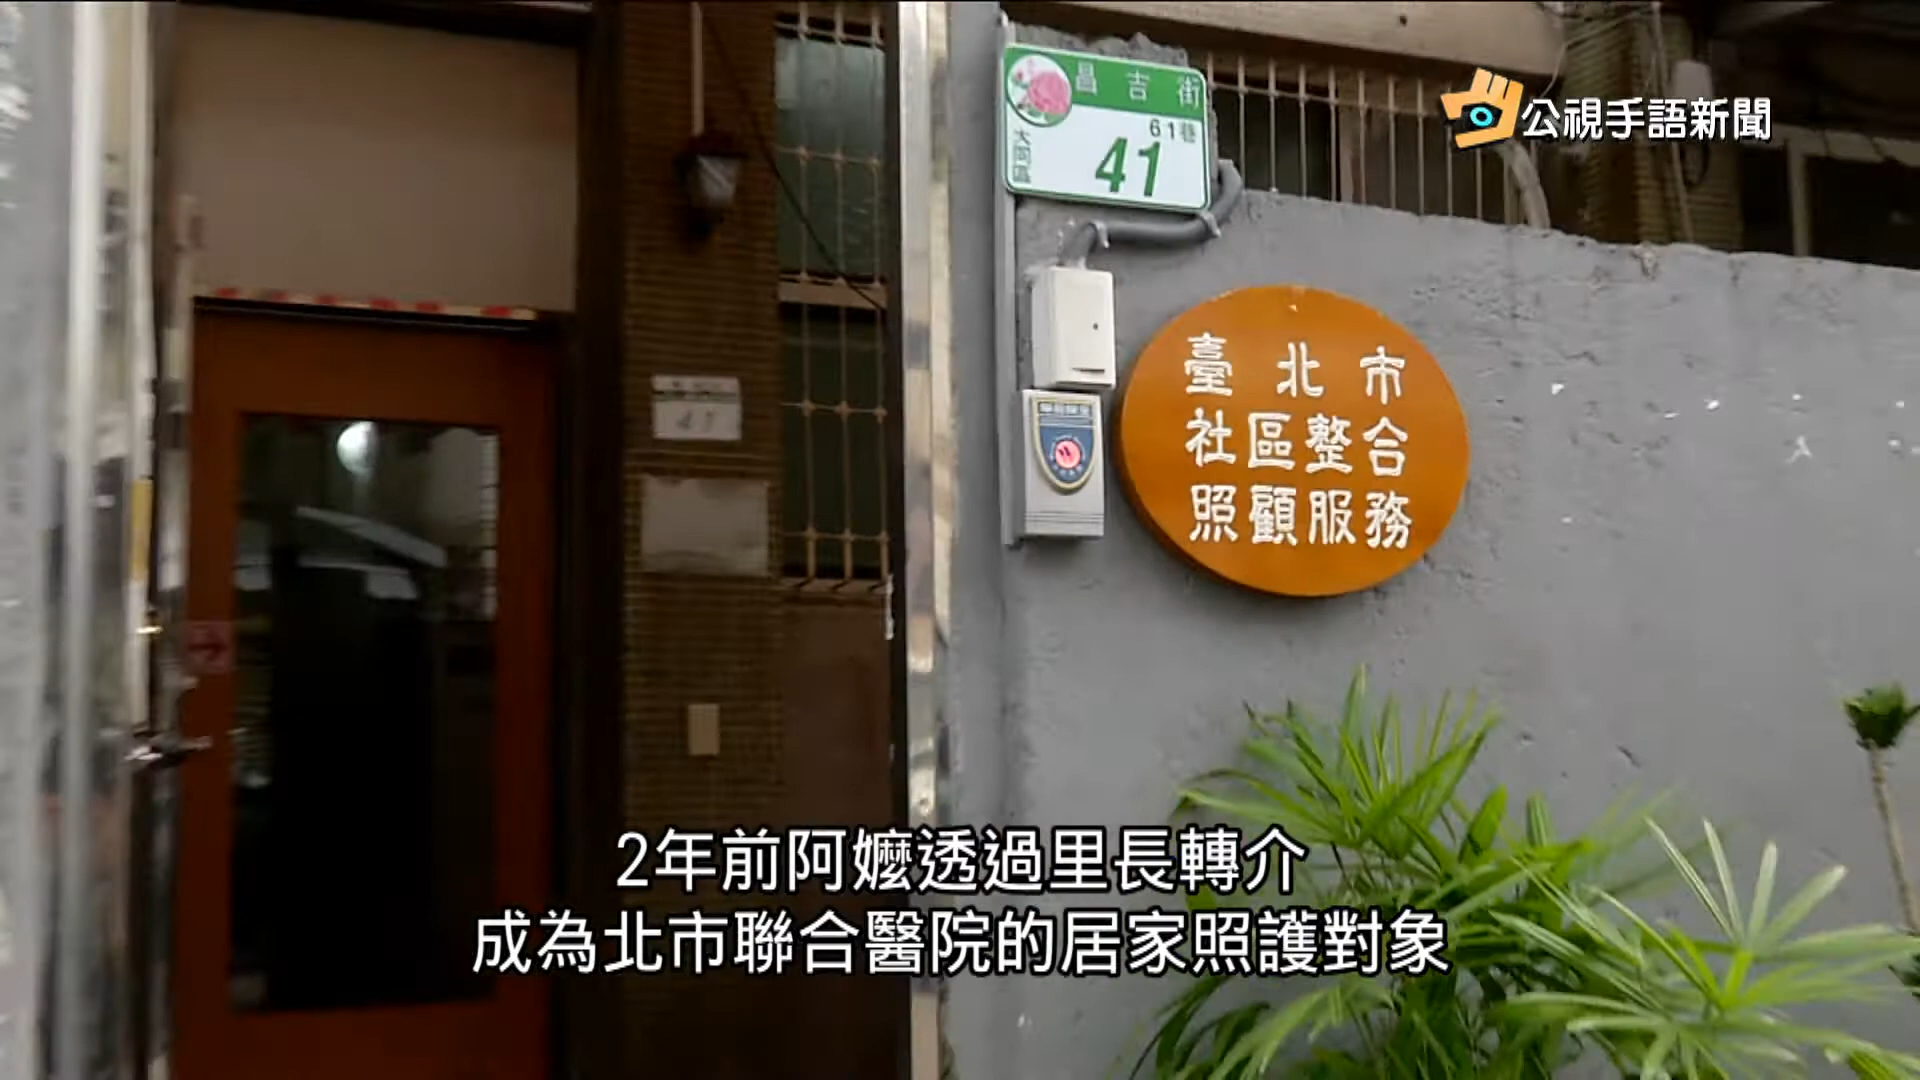 昌吉街
61巷
大同區
41
公視手語新聞
臺北市
社區整合
照顧服務
41
2年前阿嬤透過里長轉介
成為北市聯合醫院的居家照護對象